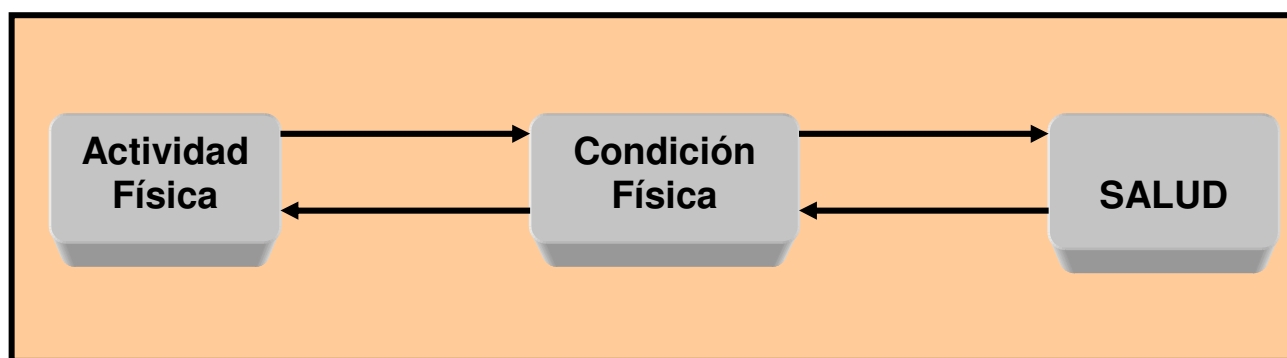 Actividad
Física
Condición
Física
SALUD